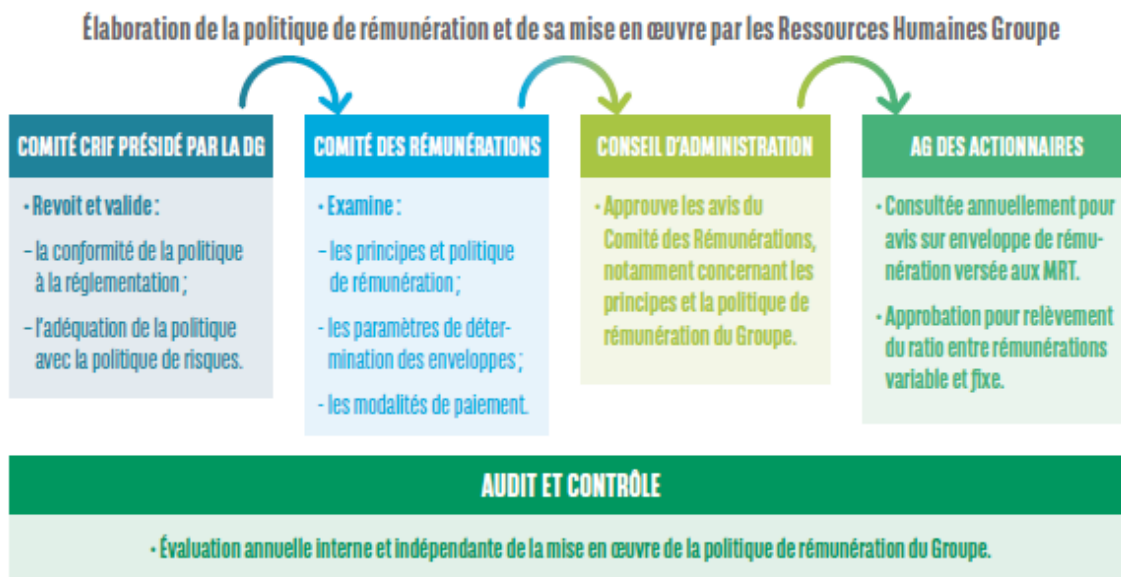 Élaboration de la politique de rémunération et de sa mise en œuvre par les Ressources Humaines Groupe
COMITÉ CRIF PRÉSIDÉ PAR LA DG
• Revoit et valide :
– la conformité de la politique
à la réglementation ;
– l'adéquation de la politique
avec la politique de risques.
COMITÉ DES RÉMUNÉRATIONS
• Examine :
– les principes et politique
de rémunération ;
- les paramètres de déter-
mination des enveloppes ;
- les modalités de paiement.
CONSEIL D'ADMINISTRATION
• Approuve les avis du
Comité des Rémunérations,
notamment concernant les
principes et la politique de
rémunération du Groupe.
AG DES ACTIONNAIRES
• Consultée annuellement pour
avis sur enveloppe de rému-
nération versée aux MRT.
• Approbation pour relèvement
du ratio entre rémunérations
variable et fixe.
AUDIT ET CONTRÔLE
• Évaluation annuelle interne et indépendante de la mise en œuvre de la politique de rémunération du Groupe.